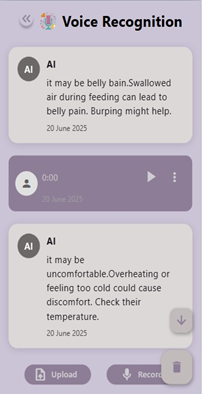 Voice Recognition
AI
AI
it may be belly bain.Swallowed
air during feeding can lead to
belly pain. Burping might help.
20 June 2025
0:00
20 June 2025
AI
AI
it may be
uncomfortable.Overheating or
feeling too cold could cause
discomfort. Check their
temperature.
20 June 2025
Upload
Record